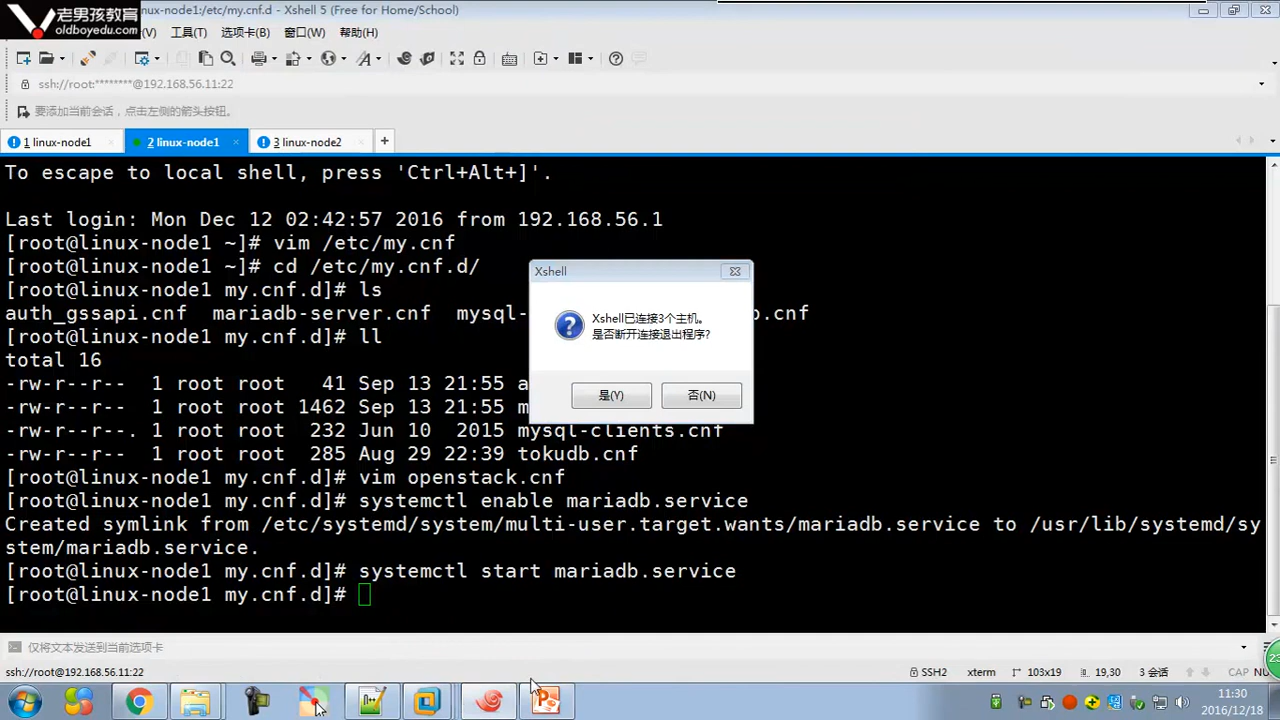 老男孩教育
oldboyedu.com
-node1:/etc/my.cnf.d - Xshell 5 (Free for Home/School)
(V) 工具(T) 选项卡(B) 窗口(W) 帮助(H)
ssh://root:********@192.168.56.11:22
要添加当前会话，点击左侧的箭头按钮。
1 linux-node1 × 2 linux-node1 × 3 linux-node2 × +
To escape to local shell, press 'Ctrl+Alt+]'.
Last login: Mon Dec 12 02:42:57 2016 from 192.168.56.1
[root@linux-node1 ~]# vim /etc/my.cnf
[root@linux-node1 ~]# cd /etc/my.cnf.d/
[root@linux-node1 my.cnf.d]# ls
auth_gssapi.cnf mariadb-server.cnf mysql- b.cnf
[root@linux-node1 my.cnf.d]# ll
total 16
-rw-r--r-- 1 root root 41 Sep 13 21:55 a
-rw-r--r-- 1 root root 1462 Sep 13 21:55 m
-rw-r--r--. 1 root root 232 Jun 10 2015 mysql-clients.cnf
-rw-r--r-- 1 root root 285 Aug 29 22:39 tokudb.cnf
[root@linux-node1 my.cnf.d]# vim openstack.cnf
[root@linux-node1 my.cnf.d]# systemctl enable mariadb.service
Created symlink from /etc/systemd/system/multi-user.target.wants/mariadb.service to /usr/lib/systemd/sy
stem/mariadb.service.
[root@linux-node1 my.cnf.d]# systemctl start mariadb.service
[root@linux-node1 my.cnf.d]#
Xshell
Xshell已连接3个主机。
是否断开连接退出程序?
是(Y) 否(N)
仅将文本发送到当前选项卡
ssh://root@192.168.56.11:22 SSH2 xterm 103x19 19,30 3 会话 CAP NU
23
11:30
2016/12/18